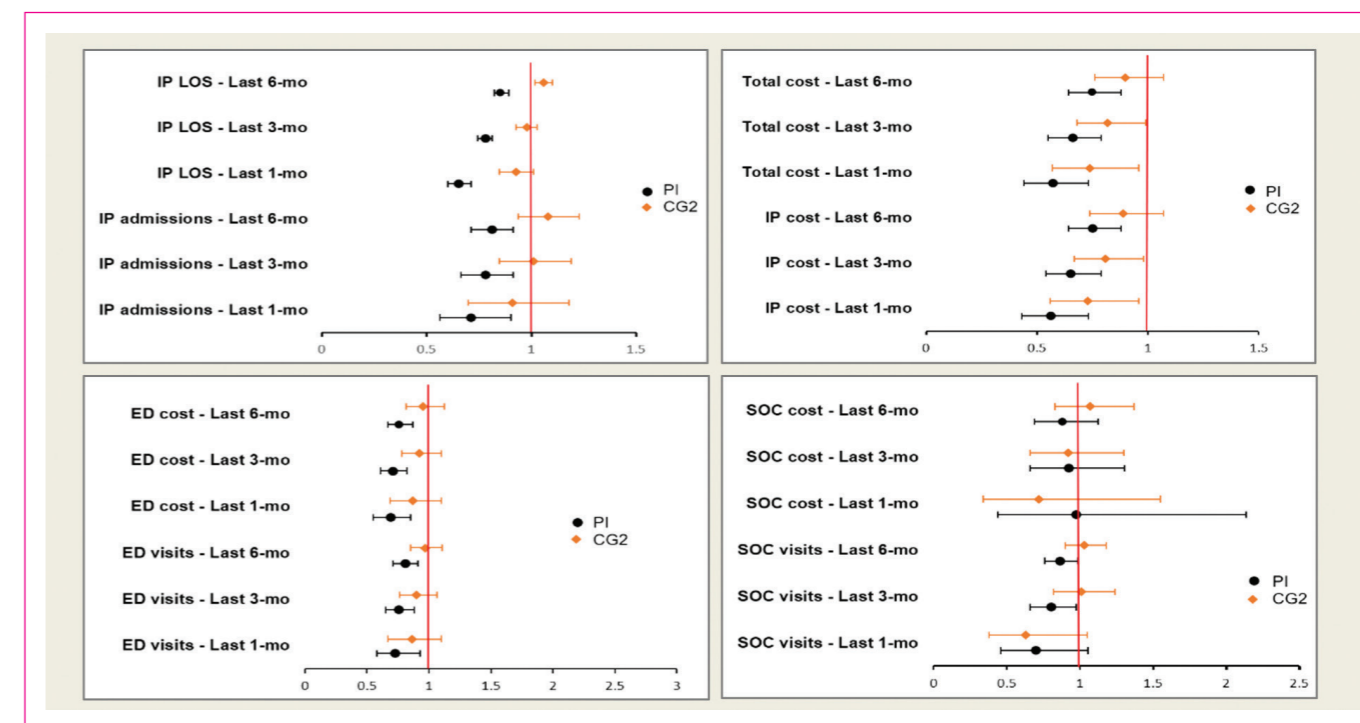 IP LOS - Last 6-mo
IP LOS - Last 3-mo
IP LOS - Last 1-mo
IP admissions - Last 6-mo
IP admissions - Last 3-mo
IP admissions - Last 1-mo
PI
CG2
0 0.5 1 1.5
Total cost - Last 6-mo
Total cost - Last 3-mo
Total cost - Last 1-mo
IP cost - Last 6-mo
IP cost - Last 3-mo
IP cost - Last 1-mo
PI
CG2
0 0.5 1 1.5
ED cost - Last 6-mo
ED cost - Last 3-mo
ED cost - Last 1-mo
ED visits - Last 6-mo
ED visits - Last 3-mo
ED visits - Last 1-mo
PI
CG2
0 0.5 1 1.5 2 2.5 3
SOC cost - Last 6-mo
SOC cost - Last 3-mo
SOC cost - Last 1-mo
SOC visits - Last 6-mo
SOC visits - Last 3-mo
SOC visits - Last 1-mo
PI
CG2
0 0.5 1 1.5 2 2.5